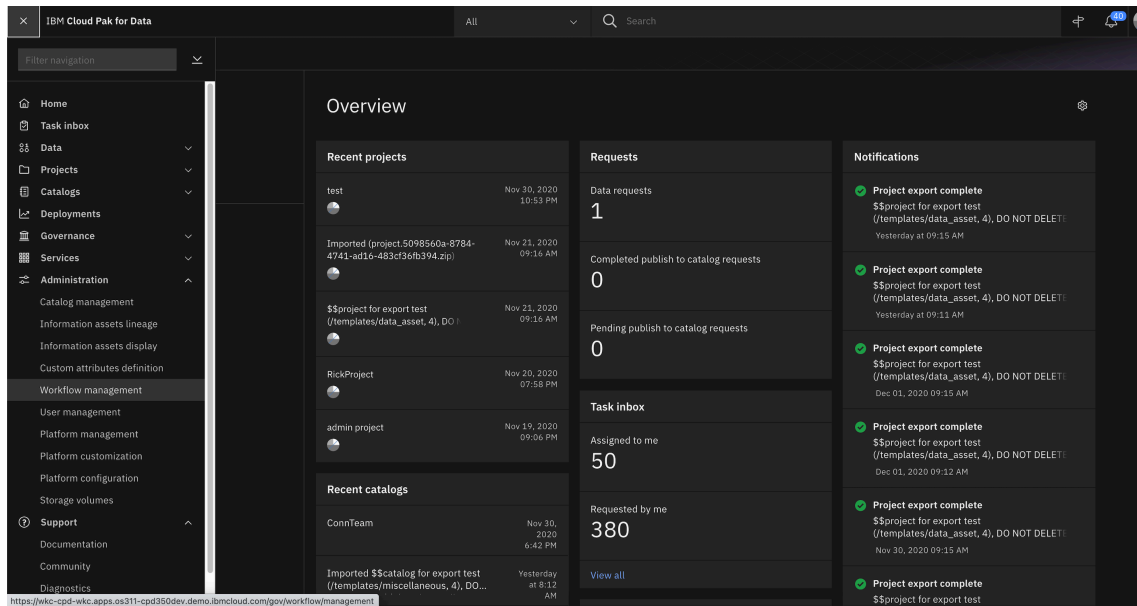 IBM Cloud Pak for Data
All
Search
40
Filter navigation
Home
Task inbox
Data
Projects
Catalogs
Deployments
Governance
Services
Administration
Catalog management
Information assets lineage
Information assets display
Custom attributes definition
Workflow management
User management
Platform management
Platform customization
Platform configuration
Storage volumes
Support
Documentation
Community
Diagnostics
https://wkc-cpd-wkc.apps.os311-cpd350dev.demo.ibmcloud.com/gov/workflow/management
Overview
Recent projects
test
Nov 30, 2020
10:53 PM
Imported (project.5098560a-8784-
4741-ad16-483cf36fb394.zip)
Nov 21, 2020
09:16 AM
$$project for export test
(/templates/data_asset, 4), DO
Nov 21, 2020
09:16 AM
RickProject
Nov 20, 2020
07:58 PM
admin project
Nov 19, 2020
09:06 PM
Recent catalogs
ConnTeam
Nov 30,
2020
6:42 PM
Imported $$catalog for export test
(/templates/miscellaneous, 4), DO...
Yesterday
at 8:12
AM
Requests
Data requests
1
Completed publish to catalog requests
0
Pending publish to catalog requests
0
Task inbox
Assigned to me
50
Requested by me
380
View all
Notifications
Project export complete
$$project for export test
(/templates/data_asset, 4), DO NOT DELETE
Yesterday at 09:15 AM
Project export complete
$$project for export test
(/templates/data_asset, 4), DO NOT DELETE
Yesterday at 09:11 AM
Project export complete
$$project for export test
(/templates/data_asset, 4), DO NOT DELETE
Dec 01, 2020 09:15 AM
Project export complete
$$project for export test
(/templates/data_asset, 4), DO NOT DELETE
Dec 01, 2020 09:12 AM
Project export complete
$$project for export test
(/templates/data_asset, 4), DO NOT DELETE
Nov 30, 2020 09:15 AM
Project export complete
$$project for export test